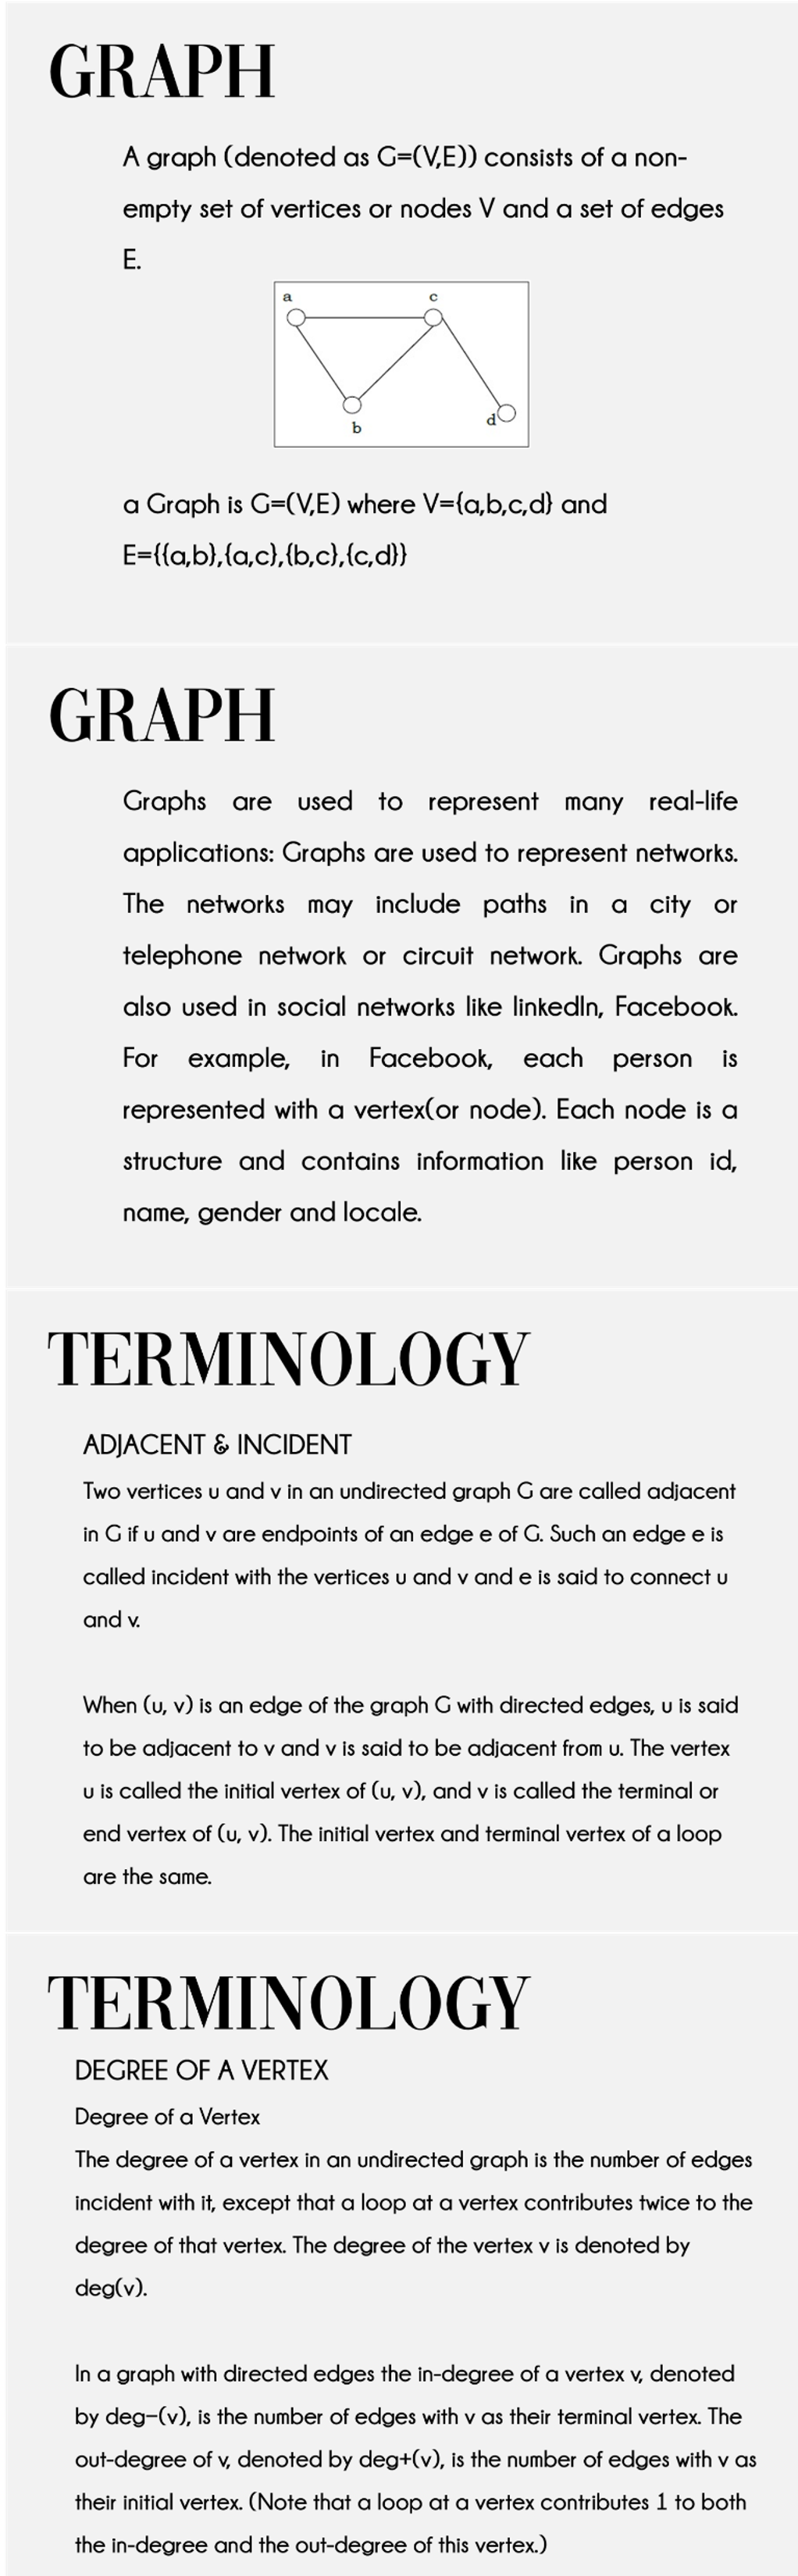 GRAPH
A graph (denoted as G=(V,E)) consists of a non-
empty set of vertices or nodes V and a set of edges
E.
a c
b d
a Graph is G=(V,E) where V={a,b,c,d} and
E={{a,b},{a,c},{b,c},{c,d}}
GRAPH
Graphs are used to represent many real-life
applications: Graphs are used to represent networks.
The networks may include paths in a city or
telephone network or circuit network. Graphs are
also used in social networks like linkedIn, Facebook.
For example, in Facebook, each person is
represented with a vertex(or node). Each node is a
structure and contains information like person id,
name, gender and locale.
TERMINOLOGY
ADJACENT & INCIDENT
Two vertices u and v in an undirected graph G are called adjacent
in G if u and v are endpoints of an edge e of G. Such an edge e is
called incident with the vertices u and v and e is said to connect u
and v.
When (u, v) is an edge of the graph G with directed edges, u is said
to be adjacent to v and v is said to be adjacent from u. The vertex
u is called the initial vertex of (u, v), and v is called the terminal or
end vertex of (u, v). The initial vertex and terminal vertex of a loop
are the same.
TERMINOLOGY
DEGREE OF A VERTEX
Degree of a Vertex
The degree of a vertex in an undirected graph is the number of edges
incident with it, except that a loop at a vertex contributes twice to the
degree of that vertex. The degree of the vertex v is denoted by
deg(v).
In a graph with directed edges the in-degree of a vertex v, denoted
by deg−(v), is the number of edges with v as their terminal vertex. The
out-degree of v, denoted by deg+(v), is the number of edges with v as
their initial vertex. (Note that a loop at a vertex contributes 1 to both
the in-degree and the out-degree of this vertex.)